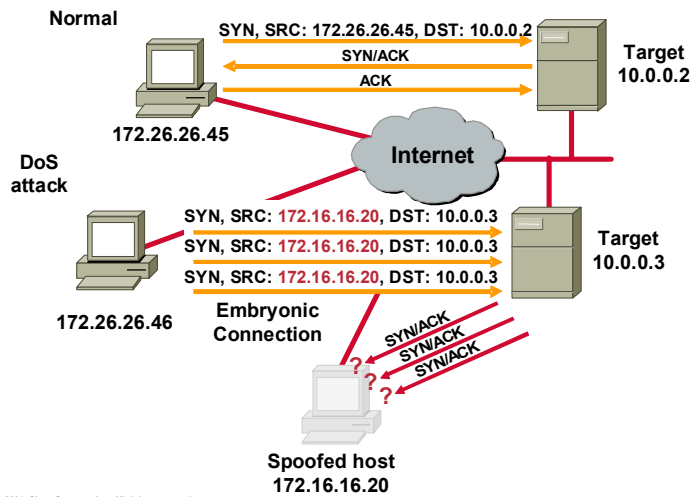 Normal
SYN, SRC: 172.26.26.45, DST: 10.0.0.2
SYN/ACK
ACK
Target
10.0.0.2
172.26.26.45
Internet
DoS
attack
SYN, SRC: 172.16.16.20, DST: 10.0.0.3
SYN, SRC: 172.16.16.20, DST: 10.0.0.3
SYN, SRC: 172.16.16.20, DST: 10.0.0.3
Target
10.0.0.3
172.26.26.46
Embryonic
Connection
SYN/ACK
SYN/ACK
SYN/ACK
?
?
?
Spoofed host
172.16.16.20